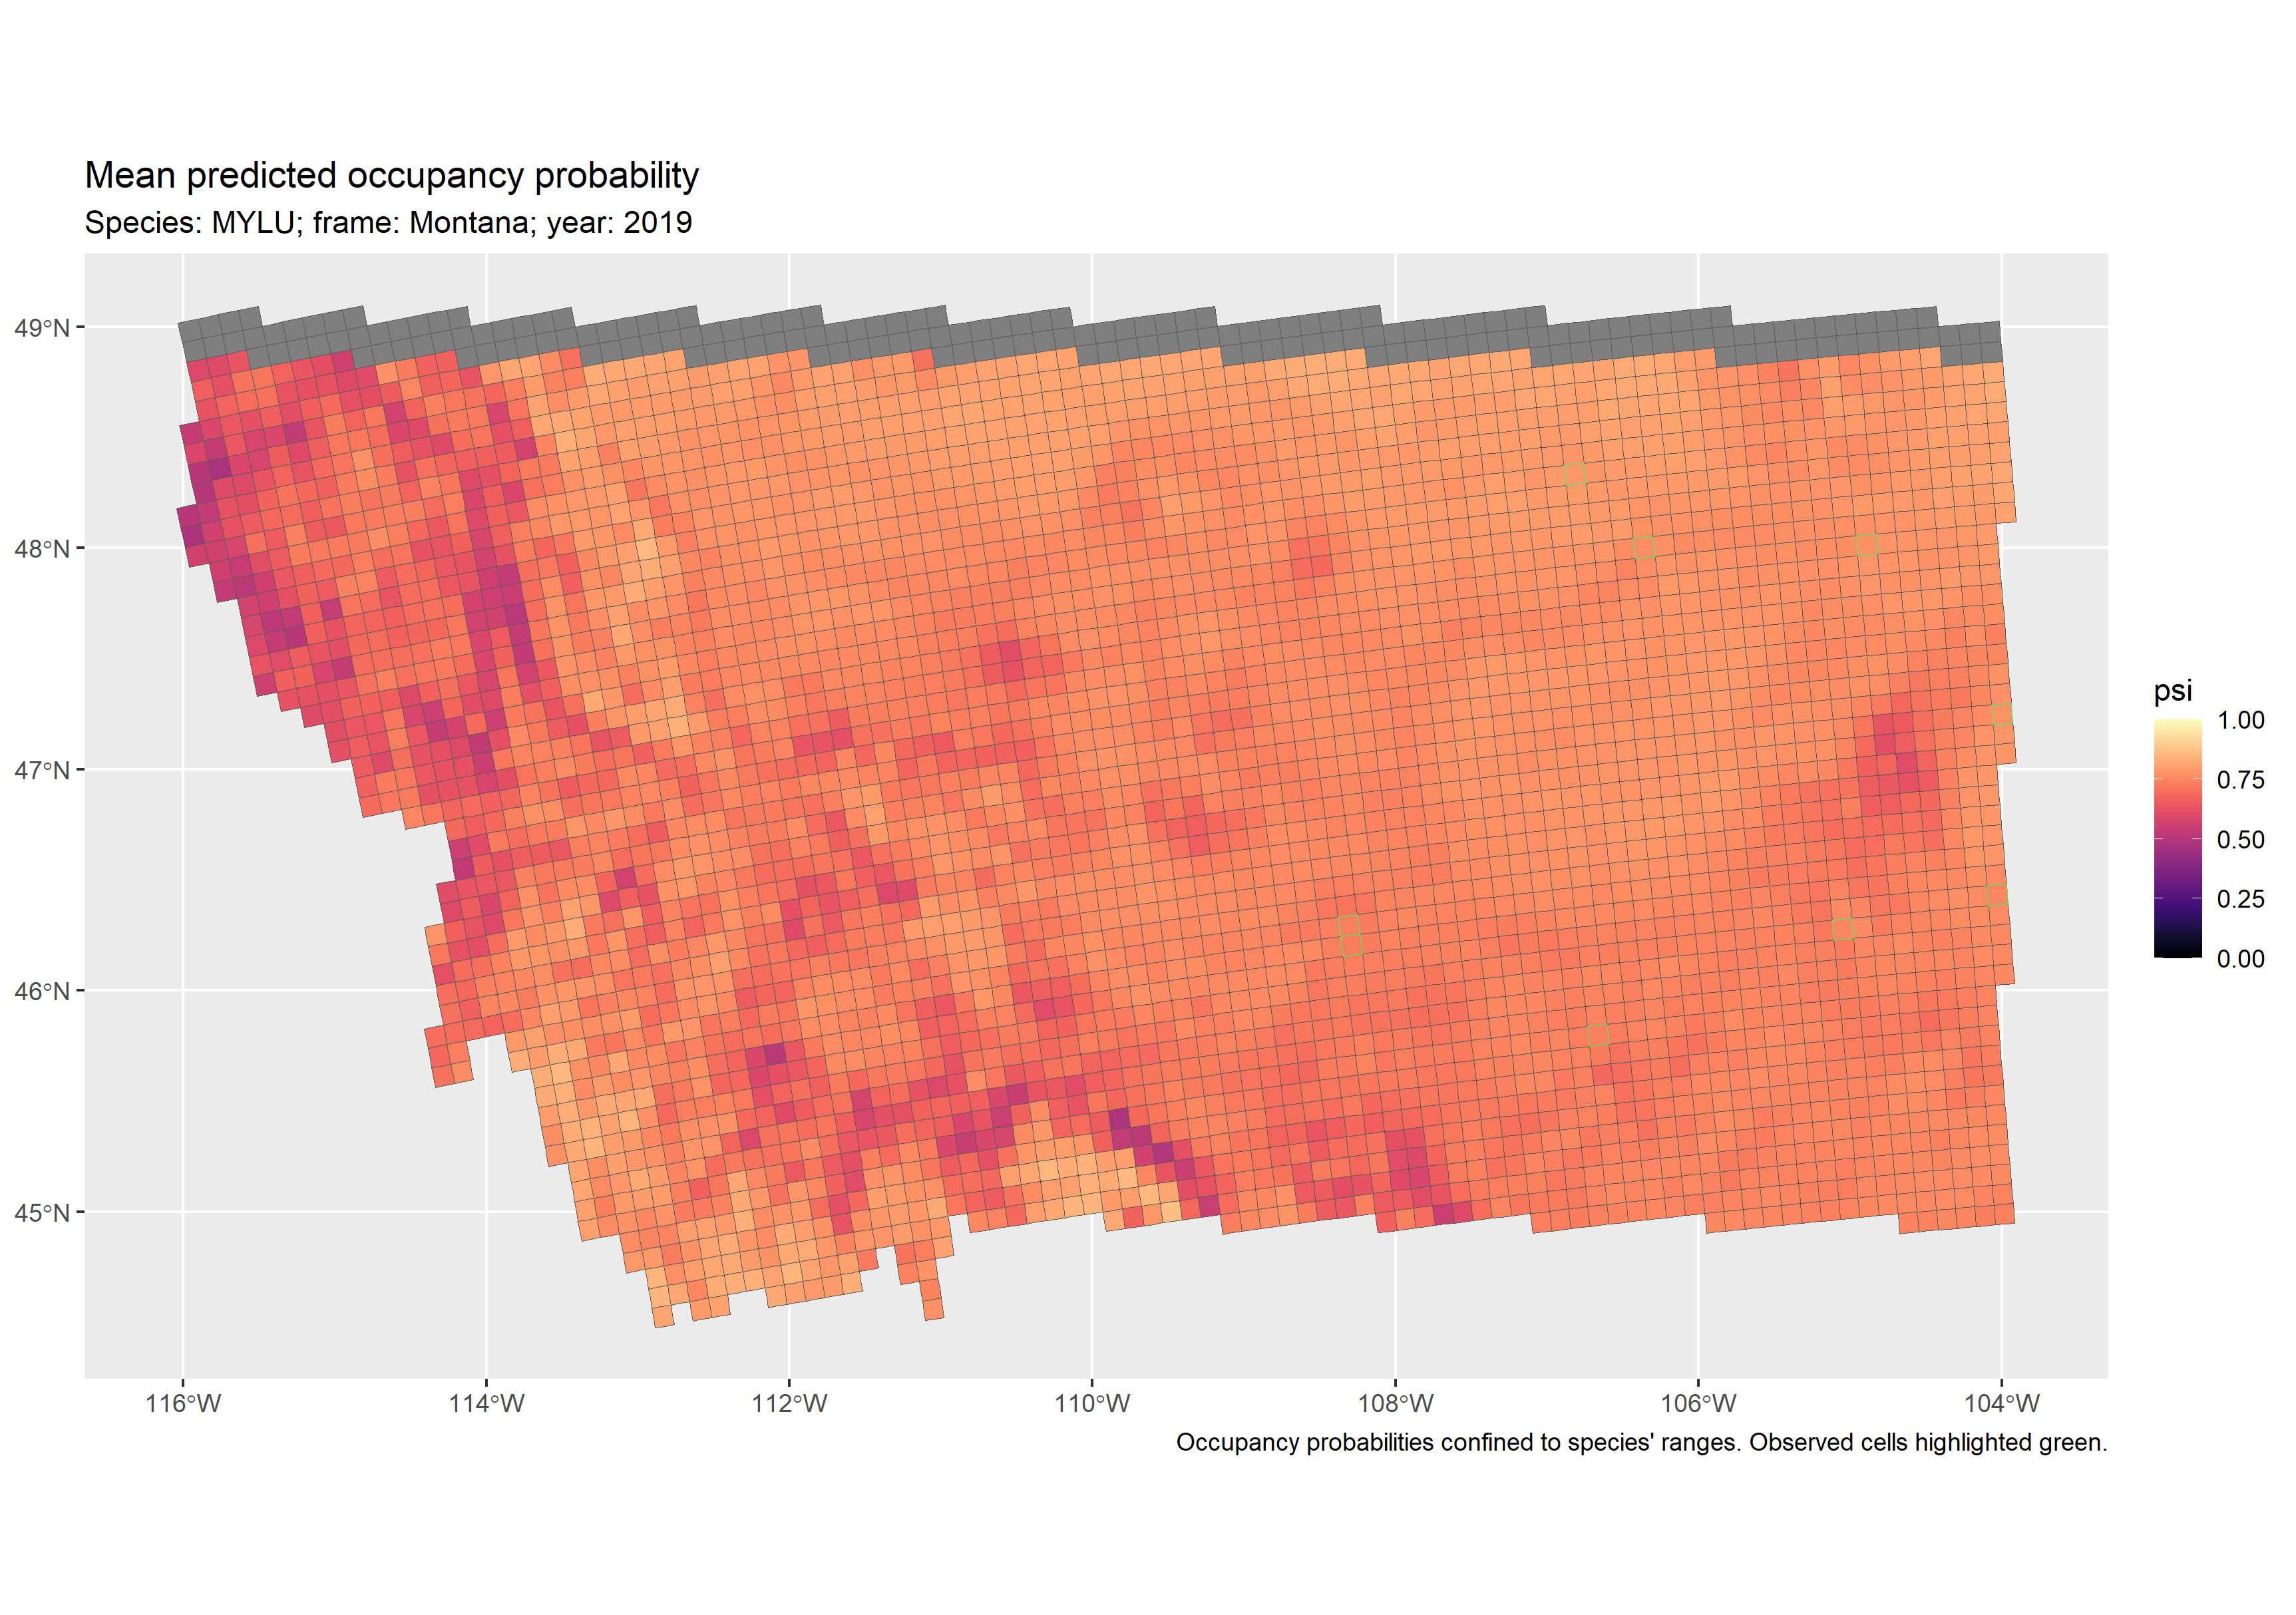 Mean predicted occupancy probability
Species: MYLU; frame: Montana; year: 2019
49°N
48°N
47°N
46°N
45°N
116°W
114°W
112°W
110°W
108°W
106°W
104°W
psi
1.00
0.75
0.50
0.25
0.00
Occupancy probabilities confined to species' ranges. Observed cells highlighted green.